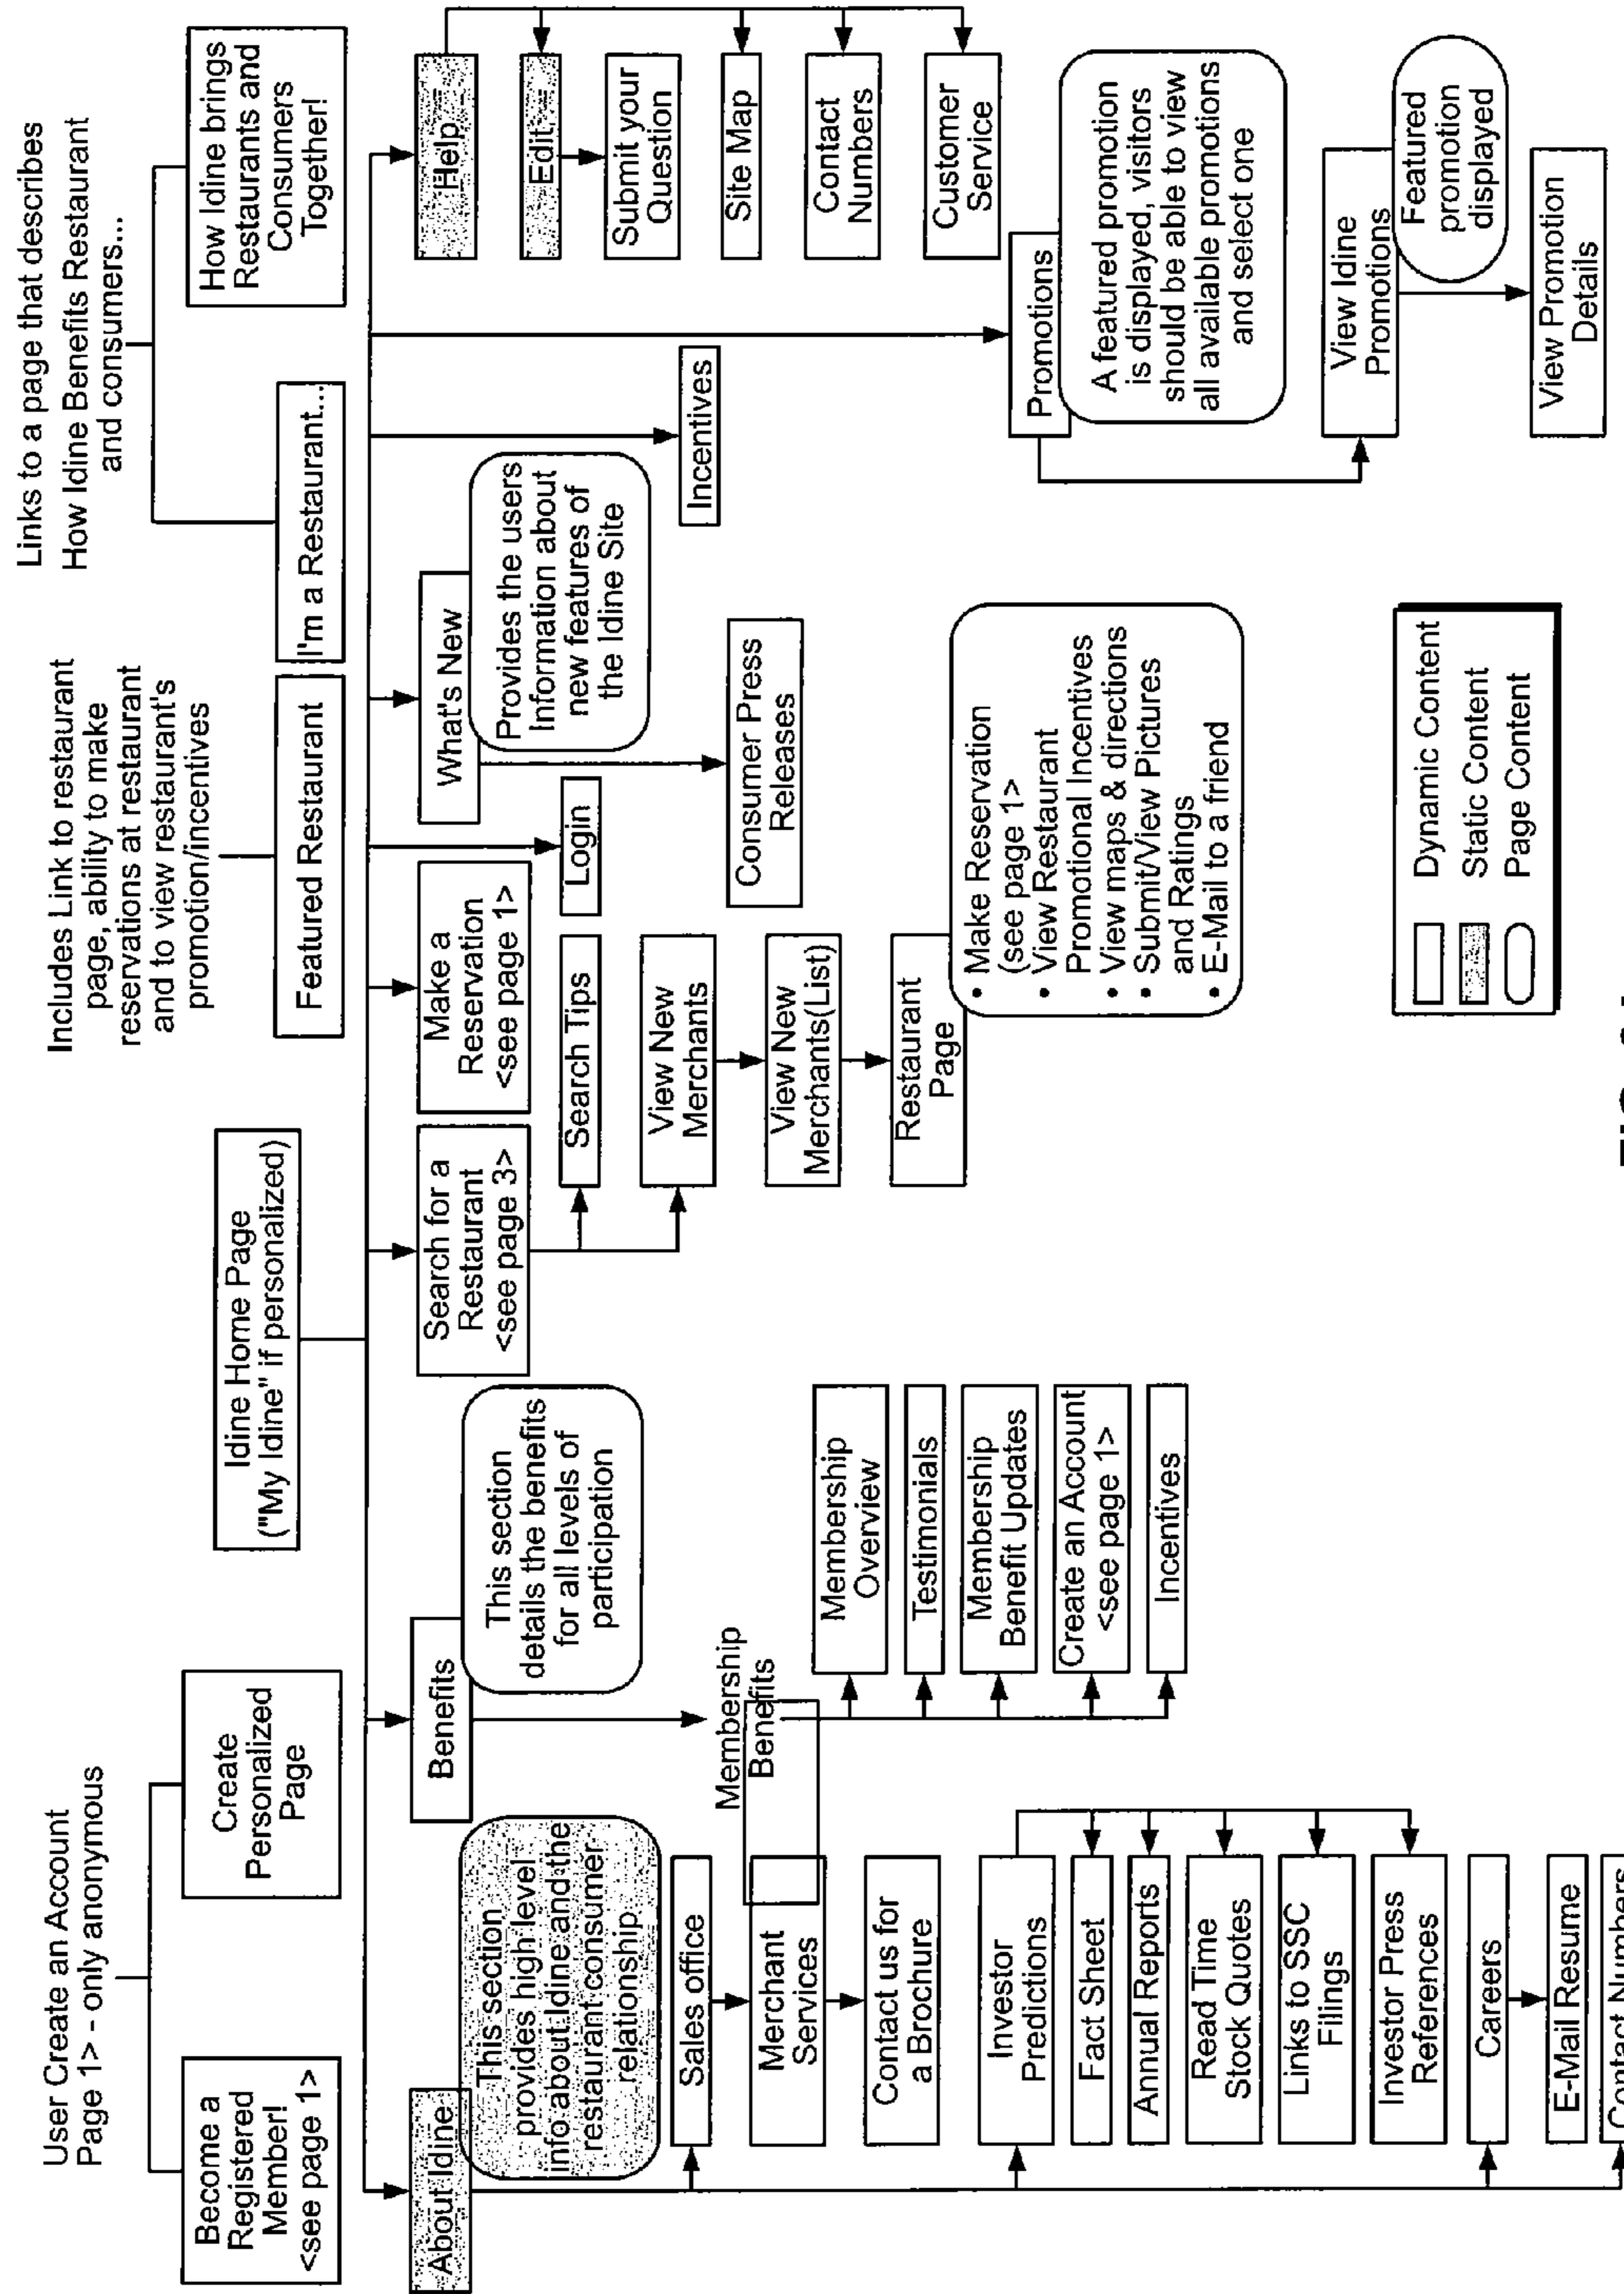 User Create an Account
Page 1> - only anonymous
Become a
Registered
Member!
<see page 1>
Create
Personalized
Page
Idine Home Page
("My Idine" if personalized)
Includes Link to restaurant
page, ability to make
reservations at restaurant
and to view restaurant's
promotion/incentives
Featured Restaurant
Links to a page that describes
How Idine Benefits Restaurant
and consumers...
I'm a Restaurant...
How Idine brings
Restaurants and
Consumers
Together!
About Idine
This section
provides high level
info about Idine and the
restaurant consumer
relationship
Sales office
Merchant
Services
Contact us for
a Brochure
Investor
Predictions
Fact Sheet
Annual Reports
Read Time
Stock Quotes
Links to SSC
Filings
Investor Press
References
Careers
E-Mail Resume
Contact Numbers
Benefits
This section
details the benefits
for all levels of
participation
Membership
Benefits
Membership
Overview
Testimonials
Membership
Benefit Updates
Create an Account
<see page 1>
Incentives
Search for a
Restaurant
<see page 3>
Search Tips
View New
Merchants
View New
Merchants(List)
Restaurant
Page
• Make Reservation
(see page 1>
• View Restaurant
Promotional Incentives
• View maps & directions
• Submit/View Pictures
and Ratings
• E-Mail to a friend
Make a
Reservation
<see page 1>
Login
What's New
Provides the users
Information about
new features of
the Idine Site
Consumer Press
Releases
Incentives
Promotions
A featured promotion
is displayed, visitors
should be able to view
all available promotions
and select one
View Idine
Promotions
Featured
promotion
displayed
View Promotion
Details
Help
Edit
Submit your
Question
Site Map
Contact
Numbers
Customer
Service
Dynamic Content
Static Content
Page Content